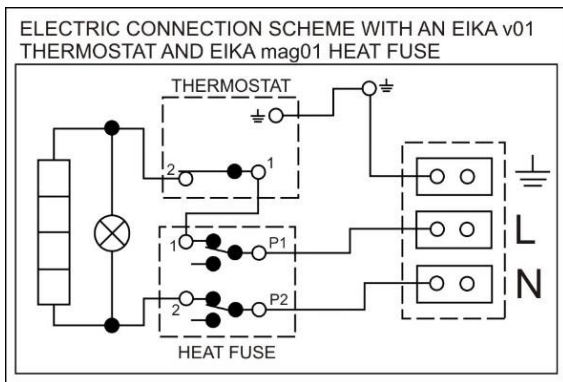 ELECTRIC CONNECTION SCHEME WITH AN EIKA v01
THERMOSTAT AND EIKA mag01 HEAT FUSE
THERMOSTAT
2 1
1 P1
L
2 P2
N
HEAT FUSE